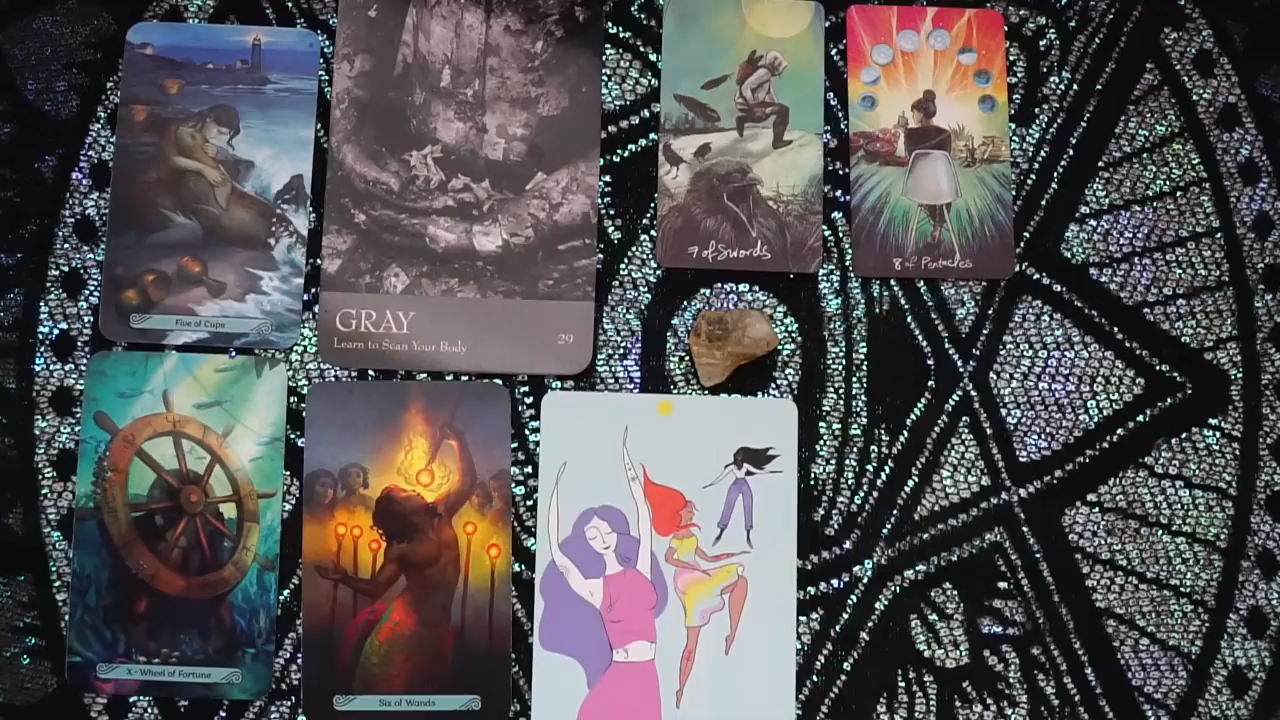 Five of Cups
GRAY
Learn to Scan Your Body
29
7 of Swords
8 of Pentacles
X - Wheel of Fortune
Six of Wands